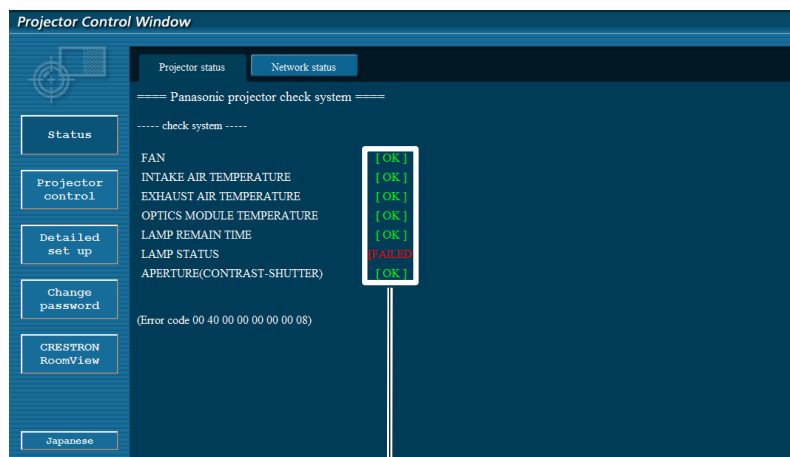 Projector Control Window
Projector status
Network status
==== Panasonic projector check system ====
----- check system -----
FAN [ OK ]
INTAKE AIR TEMPERATURE [ OK ]
EXHAUST AIR TEMPERATURE [ OK ]
OPTICS MODULE TEMPERATURE [ OK ]
LAMP REMAIN TIME [ OK ]
LAMP STATUS [FAILED
APERTURE(CONTRAST-SHUTTER) [ OK ]
(Error code 00 40 00 00 00 00 00 08)
Status
Projector
control
Detailed
set up
Change
password
CRESTRON
RoomView
Japanese